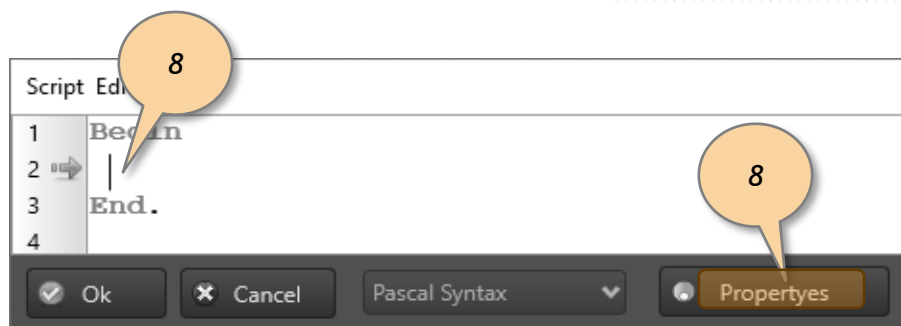 8
Script Edi
1 Begin
8
2
3 End.
4
Ok Cancel Pascal Syntax Propertyes